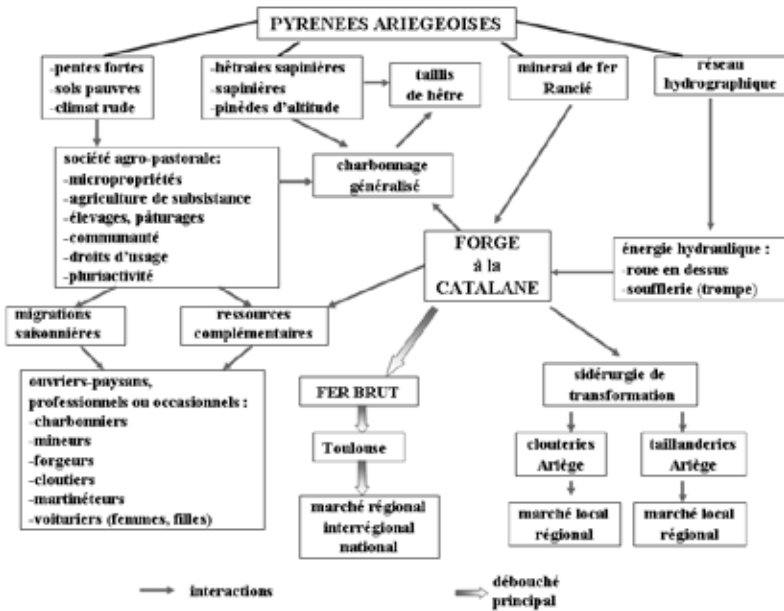 PYRENEES ARIEGEOISES
-pentes fortes
-sols pauvres
-climat rude
-hêtraies sapinières
-sapinières
-pinèdes d'altitude
taillis
de hêtre
minerai de fer
Rancié
réseau
hydrographique
société agro-pastorale:
-micropropriétés
-agriculture de subsistance
-élevages, pâturages
-communauté
-droits d'usage
-pluriactivité
charbonnage
généralisé
FORGE
à la
CATALANE
énergie hydraulique :
-roue en dessus
-soufflerie (trompe)
migrations
saisonnières
ressources
complémentaires
ouvriers-paysans,
professionnels ou occasionnels :
-charbonniers
-mineurs
-forgeurs
-cloutiers
-martinéteurs
-voituriers (femmes, filles)
FER BRUT
Toulouse
marché régional
interrégional
national
sidérurgie de
transformation
clouteries
Ariège
taillanderies
Ariège
marché local
régional
marché local
régional
interactions
débouché
principal